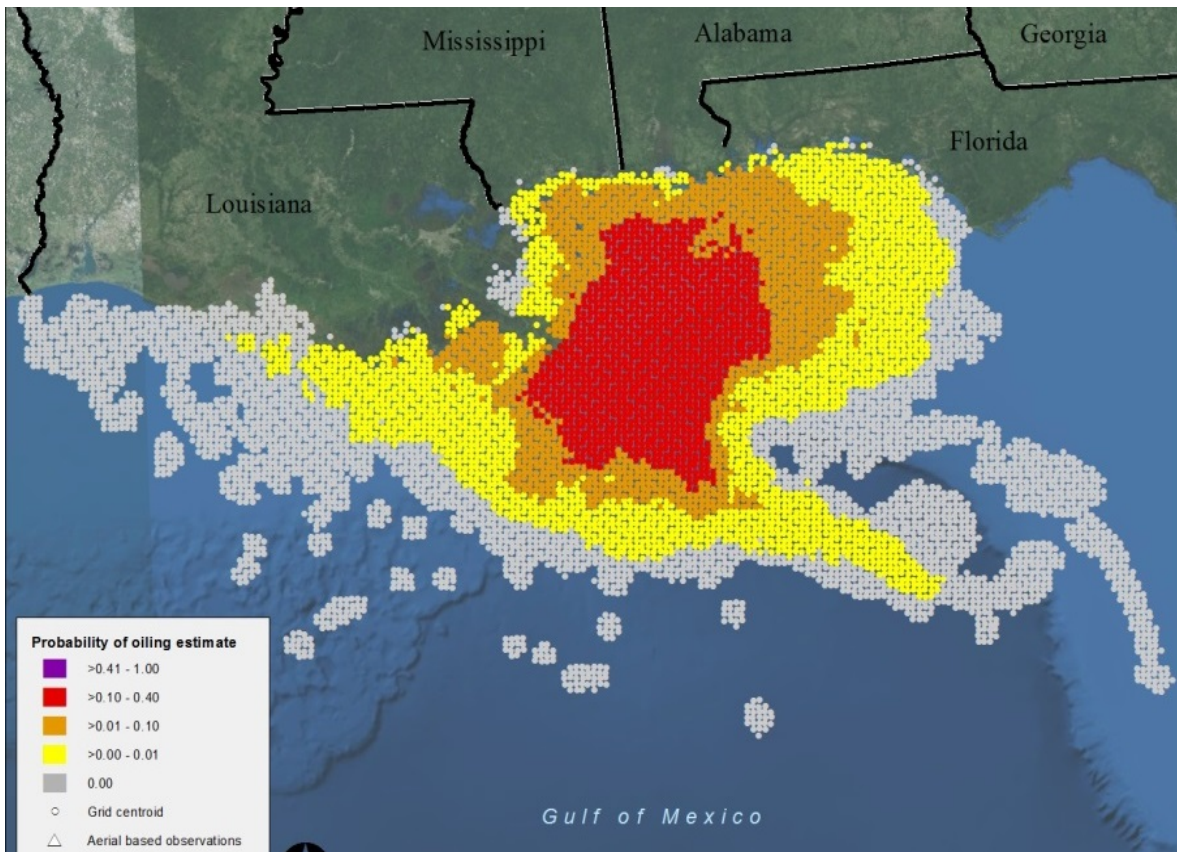 Mississippi
Alabama
Georgia
Florida
Louisiana
Probability of oiling estimate
>0.41 - 1.00
>0.10 - 0.40
>0.01 - 0.10
>0.00 - 0.01
0.00
Grid centroid
Aerial based observations
Gulf of Mexico